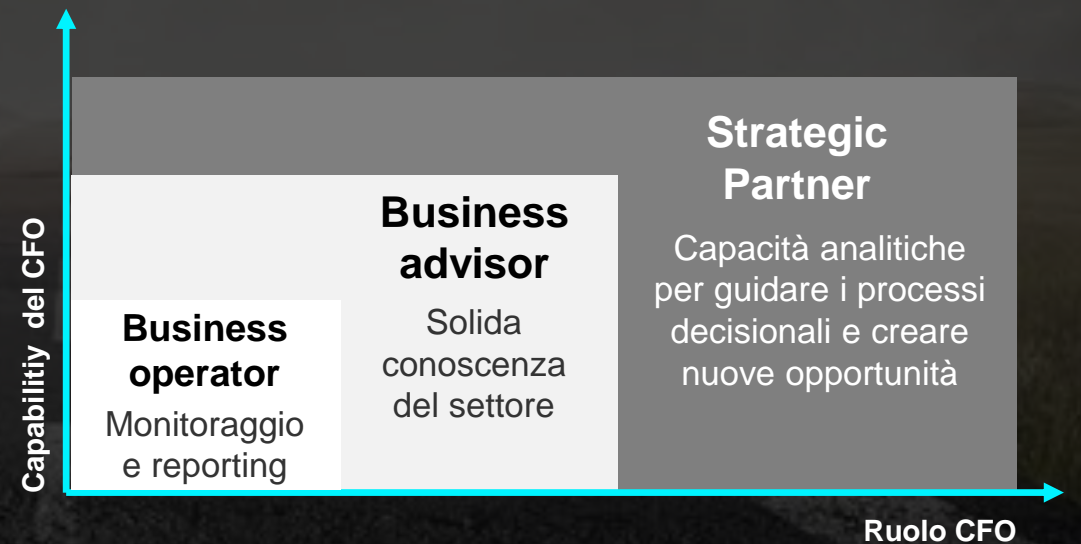 Capabilitiy del CFO
Business
operator
Monitoraggio
e reporting
Business
advisor
Solida
conoscenza
del settore
Strategic
Partner
Capacità analitiche
per guidare i processi
decisionali e creare
nuove opportunità
Ruolo CFO